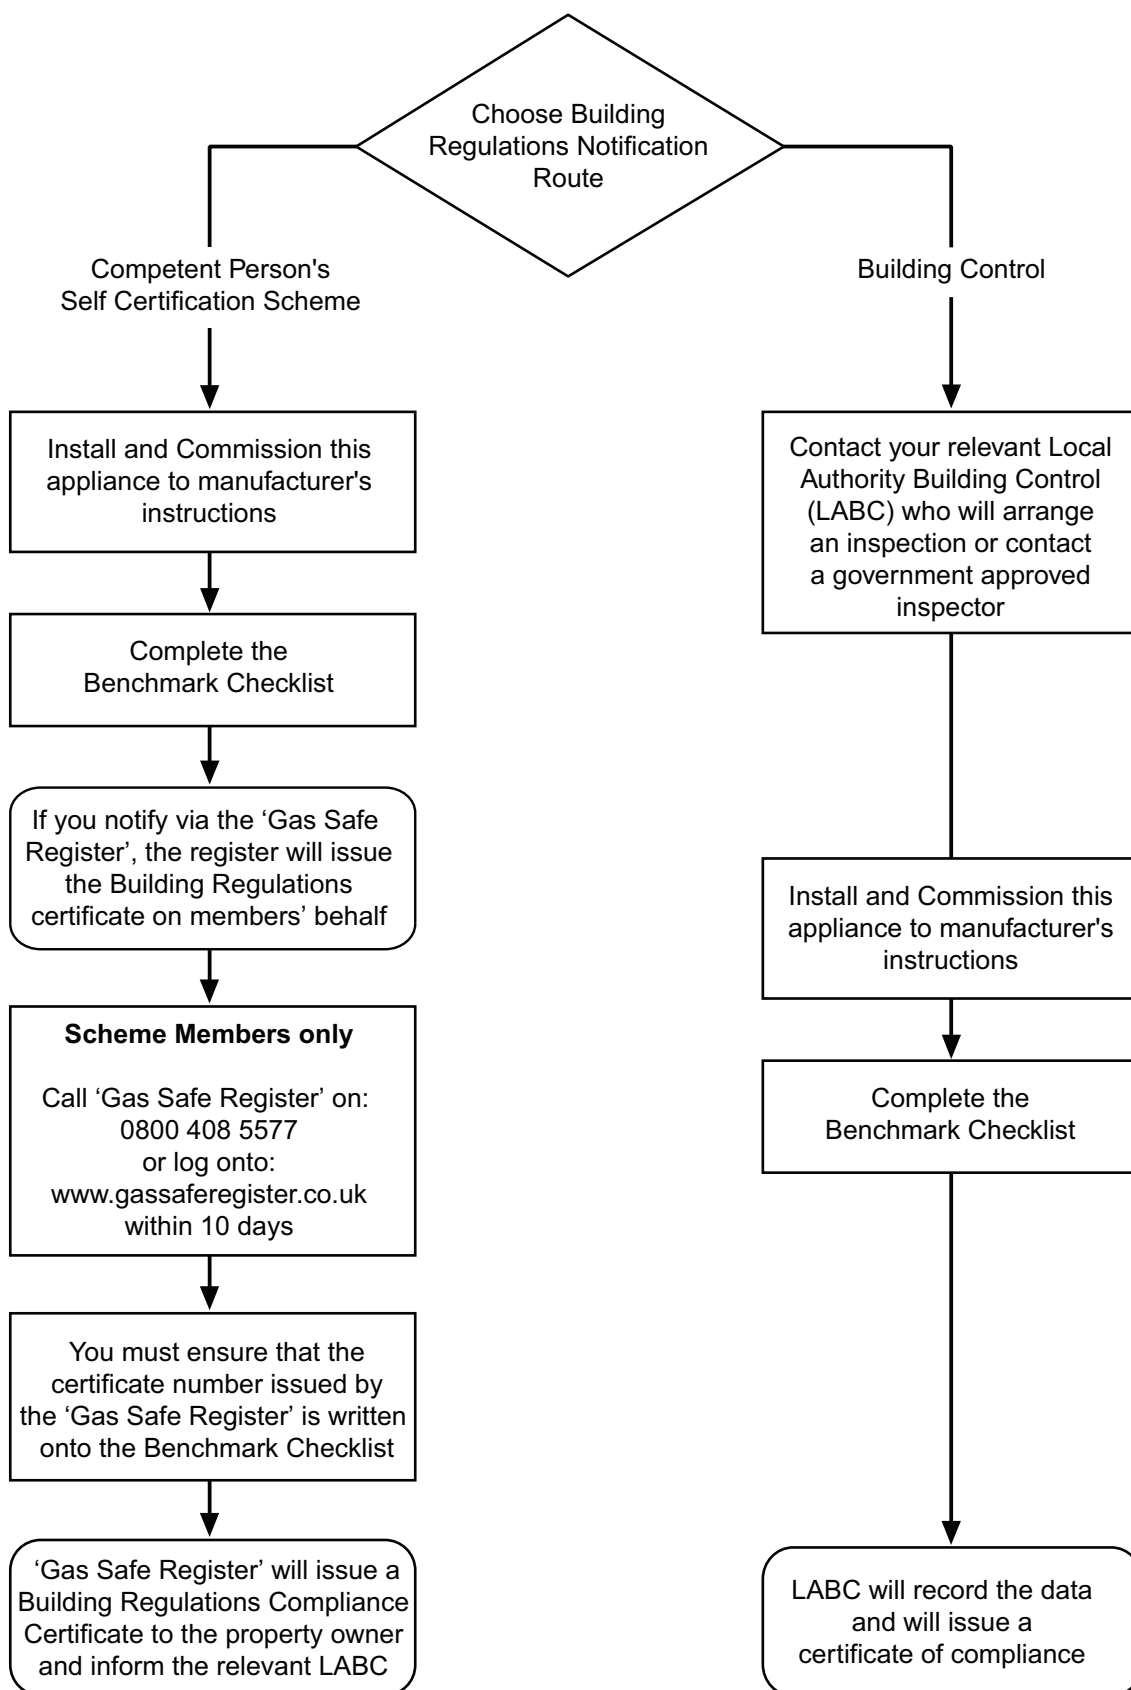 Choose Building
Regulations Notification
Route
Competent Person's
Self Certification Scheme
Building Control
Install and Commission this
appliance to manufacturer's
instructions
Complete the
Benchmark Checklist
If you notify via the ‘Gas Safe
Register’, the register will issue
the Building Regulations
certificate on members’ behalf
Scheme Members only
Call ‘Gas Safe Register’ on:
0800 408 5577
or log onto:
www.gassaferegister.co.uk
within 10 days
You must ensure that the
certificate number issued by
the ‘Gas Safe Register’ is written
onto the Benchmark Checklist
‘Gas Safe Register’ will issue a
Building Regulations Compliance
Certificate to the property owner
and inform the relevant LABC
Contact your relevant Local
Authority Building Control
(LABC) who will arrange
an inspection or contact
a government approved
inspector
Install and Commission this
appliance to manufacturer's
instructions
Complete the
Benchmark Checklist
LABC will record the data
and will issue a
certificate of compliance